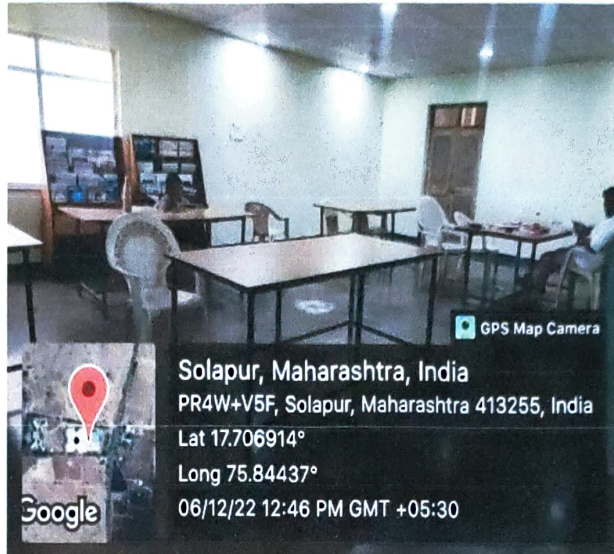 GPS Map Camera
Solapur, Maharashtra, India
PR4W+V5F, Solapur, Maharashtra 413255, India
Lat 17.706914°
Long 75.84437°
06/12/22 12:46 PM GMT +05:30
Google